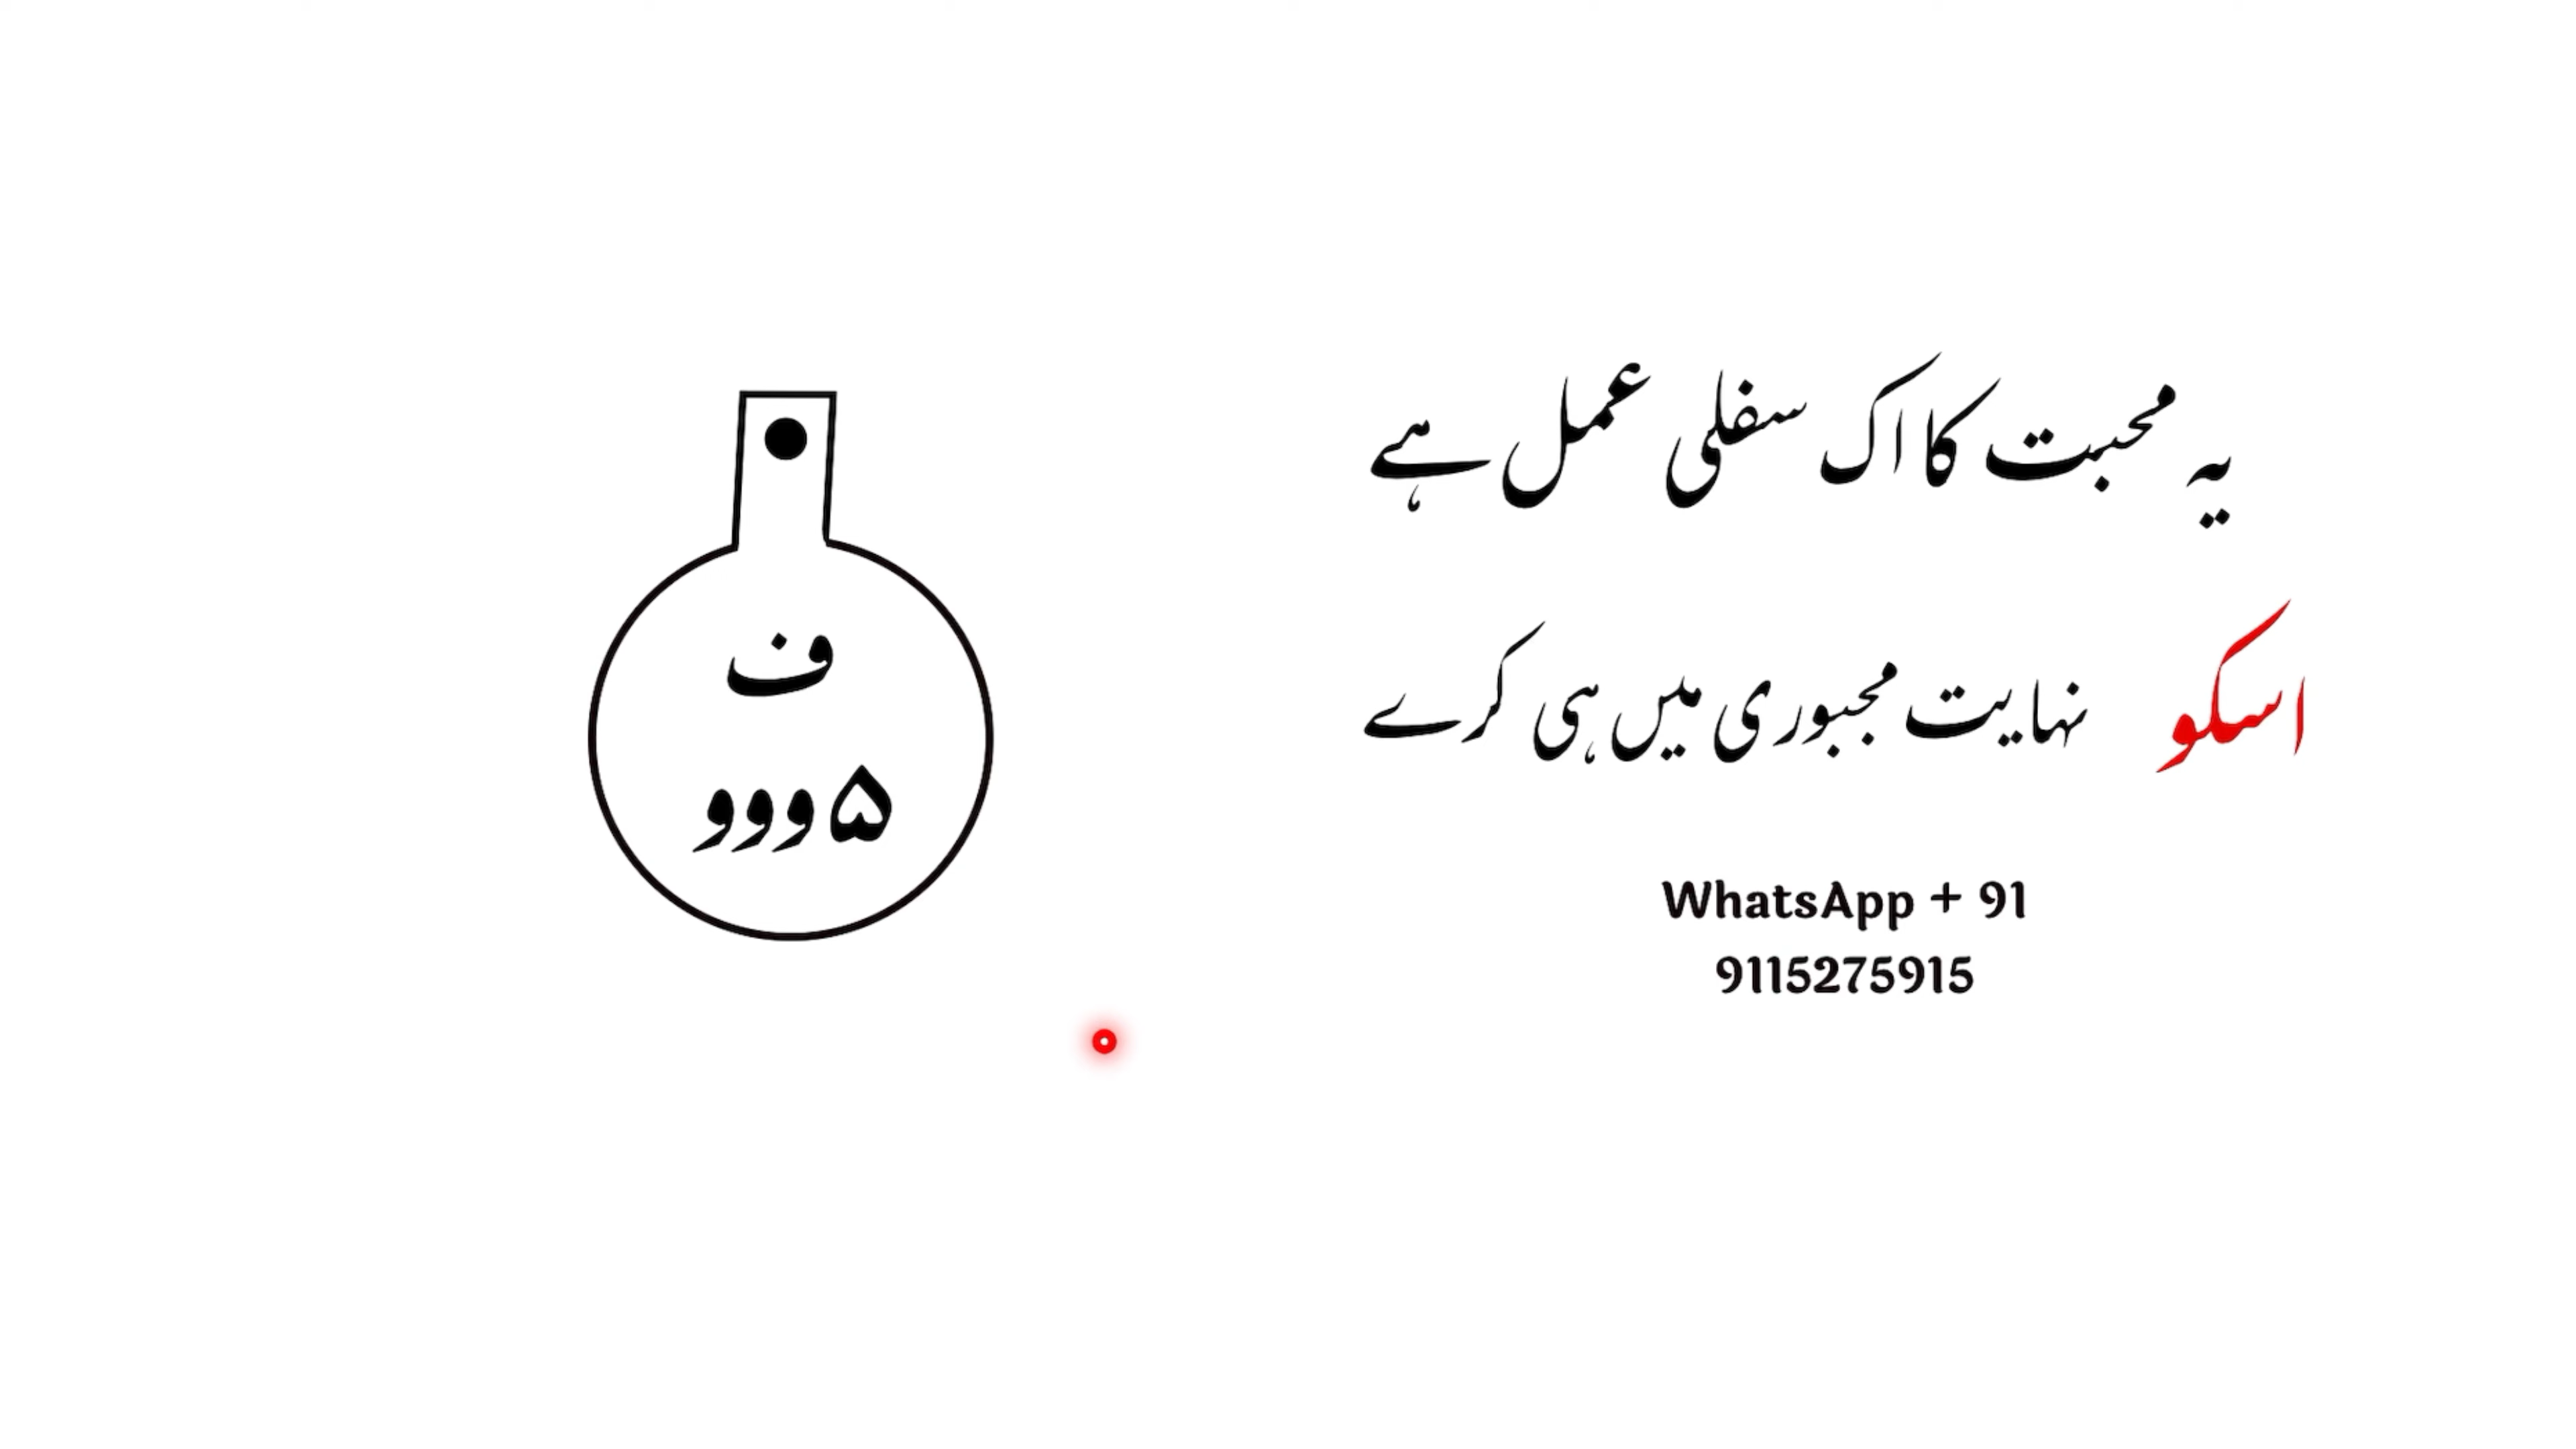 یہ محبت کا اک سفلی عمل ہے
اسکو نہایت مجبوری میں ہی کرے
WhatsApp + 91
9115275915
ف
۵ووو